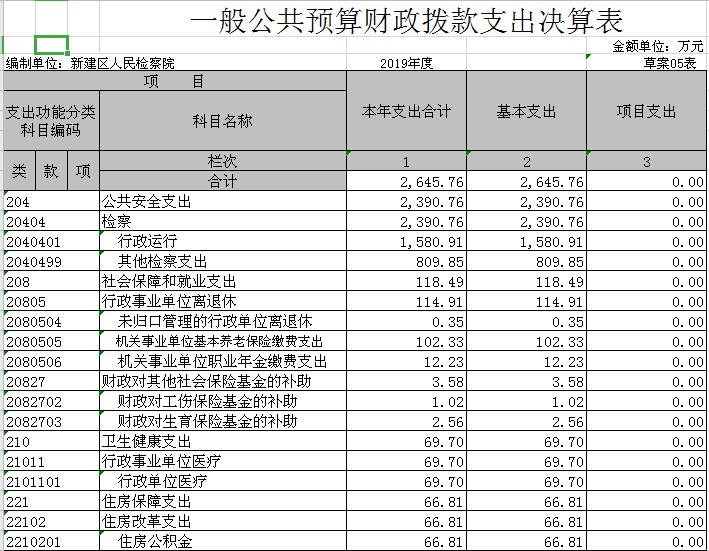 一般公共预算财政拨款支出决算表
金额单位：万元
编制单位：新建区人民检察院 2019年度 草案05表
项 目 本年支出合计 基本支出 项目支出
支出功能分类科目编码 科目名称
类 款 项 栏次 1 2 3
合计 2,645.76 2,645.76 0.00
204 公共安全支出 2,390.76 2,390.76 0.00
20404 检察 2,390.76 2,390.76 0.00
2040401 行政运行 1,580.91 1,580.91 0.00
2040499 其他检察支出 809.85 809.85 0.00
208 社会保障和就业支出 118.49 118.49 0.00
20805 行政事业单位离退休 114.91 114.91 0.00
2080504 未归口管理的行政单位离退休 0.35 0.35 0.00
2080505 机关事业单位基本养老保险缴费支出 102.33 102.33 0.00
2080506 机关事业单位职业年金缴费支出 12.23 12.23 0.00
20827 财政对其他社会保险基金的补助 3.58 3.58 0.00
2082702 财政对工伤保险基金的补助 1.02 1.02 0.00
2082703 财政对生育保险基金的补助 2.56 2.56 0.00
210 卫生健康支出 69.70 69.70 0.00
21011 行政事业单位医疗 69.70 69.70 0.00
2101101 行政单位医疗 69.70 69.70 0.00
221 住房保障支出 66.81 66.81 0.00
22102 住房改革支出 66.81 66.81 0.00
2210201 住房公积金 66.81 66.81 0.00